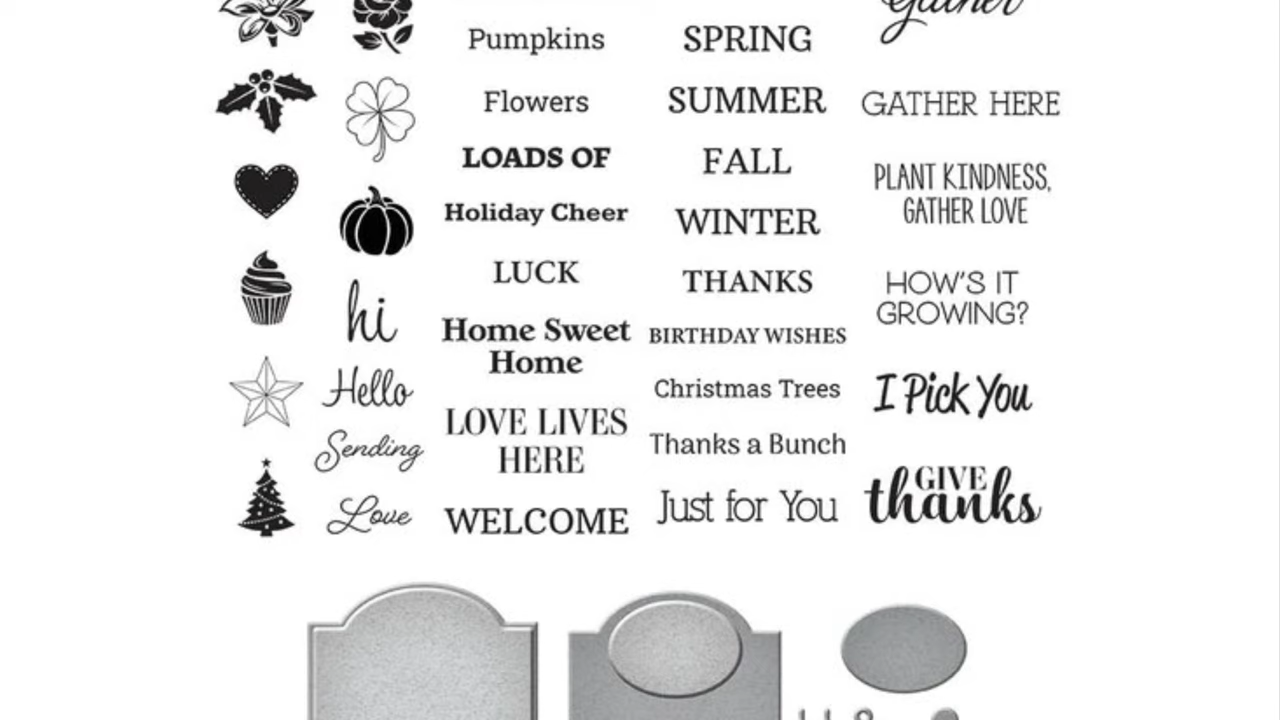 Gather
Pumpkins
SPRING
Flowers
SUMMER
GATHER HERE
LOADS OF
FALL
PLANT KINDNESS,
GATHER LOVE
Holiday Cheer
WINTER
LUCK
THANKS
HOW'S IT
GROWING?
hi
Home Sweet
Home
BIRTHDAY WISHES
Hello
Christmas Trees
I Pick You
LOVE LIVES
HERE
Sending
Thanks a Bunch
GIVE
thanks
Love
WELCOME
Just for You